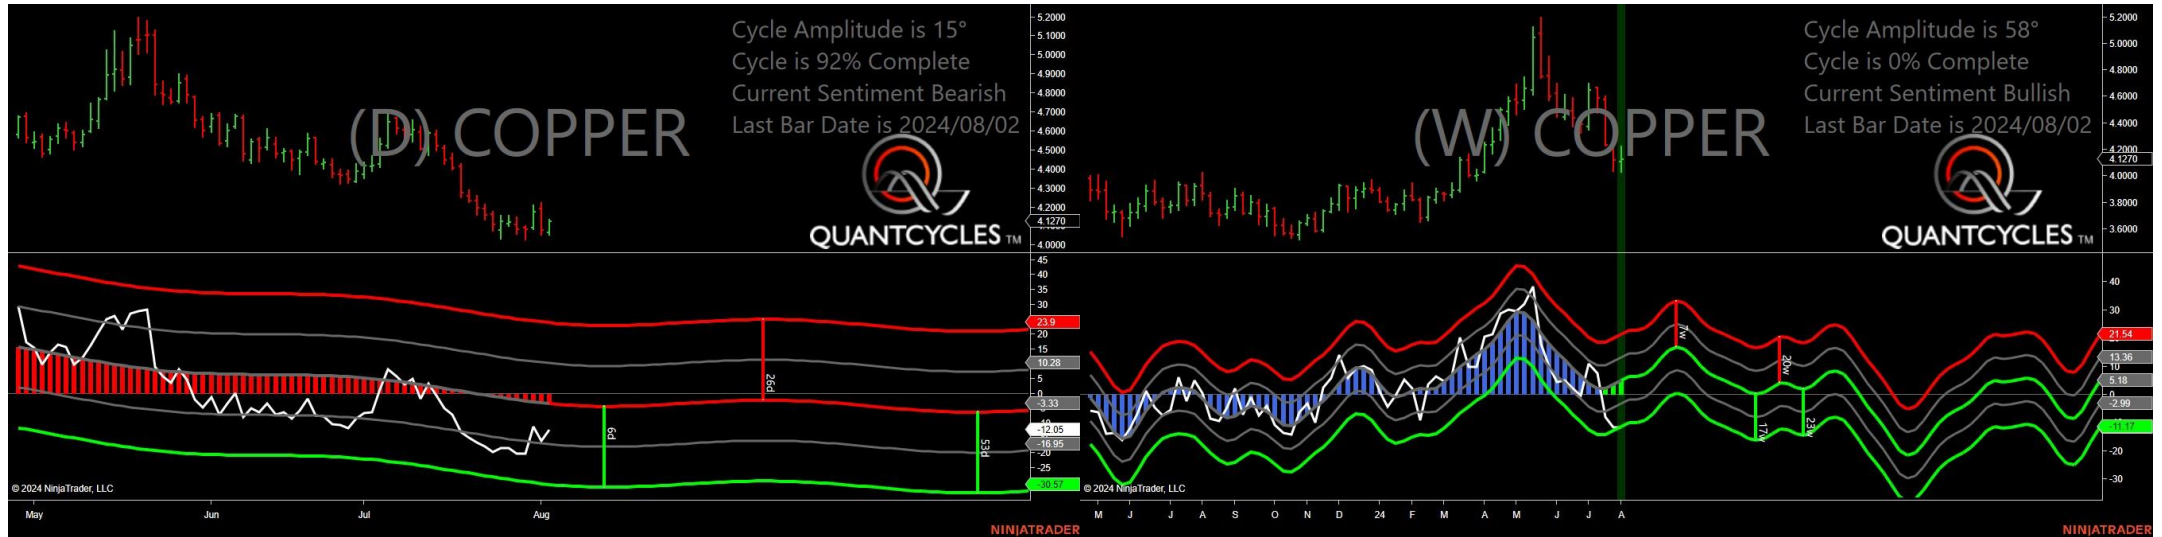 Cycle Amplitude is 15°
Cycle is 92% Complete
Current Sentiment Bearish
Last Bar Date is 2024/08/02
(D) COPPER
QUANTCYCLES TM
5.2000
5.1000
5.0000
4.9000
4.8000
4.7000
4.6000
4.5000
4.4000
4.3000
4.2000
4.1270
4.0000
45
40
35
30
23.9
20
15
10.28
5
0
-3.33
-12.05
-16.95
-20
-25
-30.57
6d
26d
53d
© 2024 NinjaTrader, LLC
May Jun Jul Aug
NINJATRADER
Cycle Amplitude is 58°
Cycle is 0% Complete
Current Sentiment Bullish
Last Bar Date is 2024/08/02
(W) COPPER
QUANTCYCLES TM
5.2000
5.0000
4.8000
4.6000
4.4000
4.2000
4.1270
4.0000
3.8000
3.6000
40
30
21.54
13.36
10
5.18
0
-2.99
-11.17
-20
-30
7w
20w
17w
23w
© 2024 NinjaTrader, LLC
M J J A S O N D 24 F M A M J J A
NINJATRADER